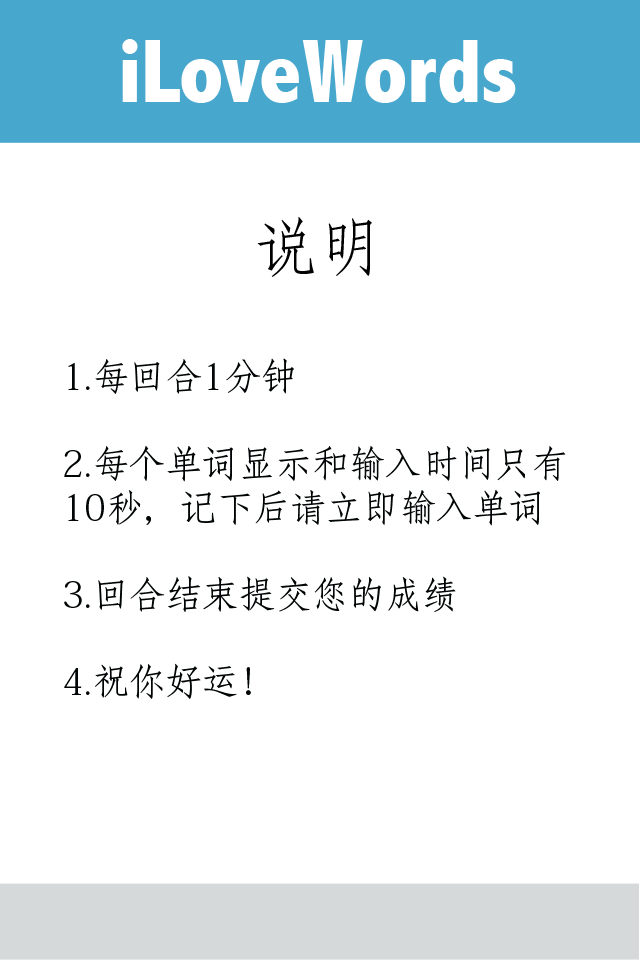 iLoveWords
说明
1.每回合1分钟
2.每个单词显示和输入时间只有
10秒，记下后请立即输入单词
3.回合结束提交您的成绩
4.祝你好运！